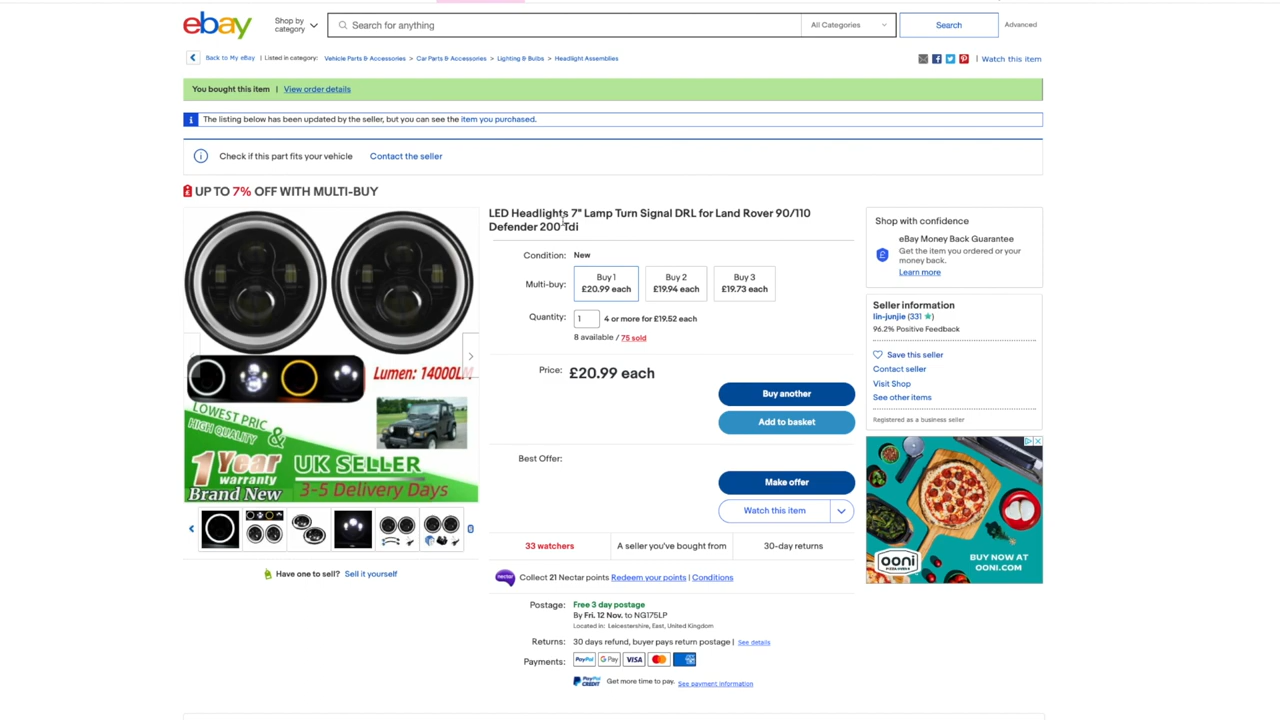 ebay
Shop by
category
Search for anything
All Categories
Search
Advanced
Back to My eBay | Listed in category: Vehicle Parts & Accessories > Car Parts & Accessories > Lighting & Bulbs > Headlight Assemblies
| Watch this item
You bought this item | View order details
The listing below has been updated by the seller, but you can see the item you purchased.
Check if this part fits your vehicle Contact the seller
UP TO 7% OFF WITH MULTI-BUY
Lumen: 14000LM
LOWEST PRIC &
HIGH QUALITY
1 Year
warranty
Brand New
UK SELLER
3-5 Delivery Days
Have one to sell? Sell it yourself
LED Headlights 7" Lamp Turn Signal DRL for Land Rover 90/110
Defender 200 Tdi
Condition: New
Multi-buy:
Buy 1
£20.99 each
Buy 2
£19.94 each
Buy 3
£19.73 each
Quantity: 1 4 or more for £19.52 each
8 available / 75 sold
Price: £20.99 each
Buy another
Add to basket
Best Offer:
Make offer
Watch this item
33 watchers
A seller you've bought from
30-day returns
nectar Collect 21 Nectar points Redeem your points | Conditions
Postage: Free 3 day postage
By Fri. 12 Nov. to NG175LP
Located in: Leicestershire, East, United Kingdom
Returns: 30 days refund, buyer pays return postage | See details
Payments: PayPal G Pay VISA
PayPal CREDIT Get more time to pay. See payment information
Shop with confidence
eBay Money Back Guarantee
Get the item you ordered or your
money back.
Learn more
Seller information
lin-junjie (331 )
96.2% Positive Feedback
Save this seller
Contact seller
Visit Shop
See other items
Registered as a business seller
ooni
BUY NOW AT
OONI.COM